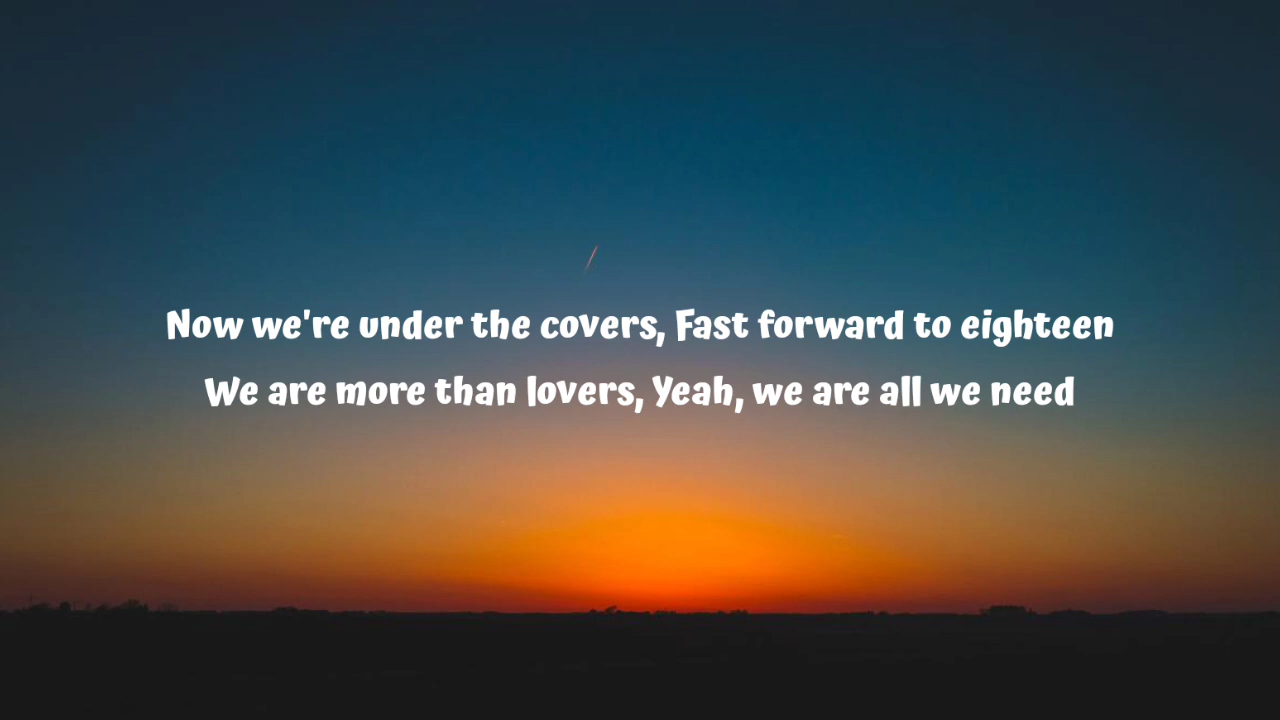 Now we're under the covers, Fast forward to eighteen
We are more than lovers, Yeah, we are all we need